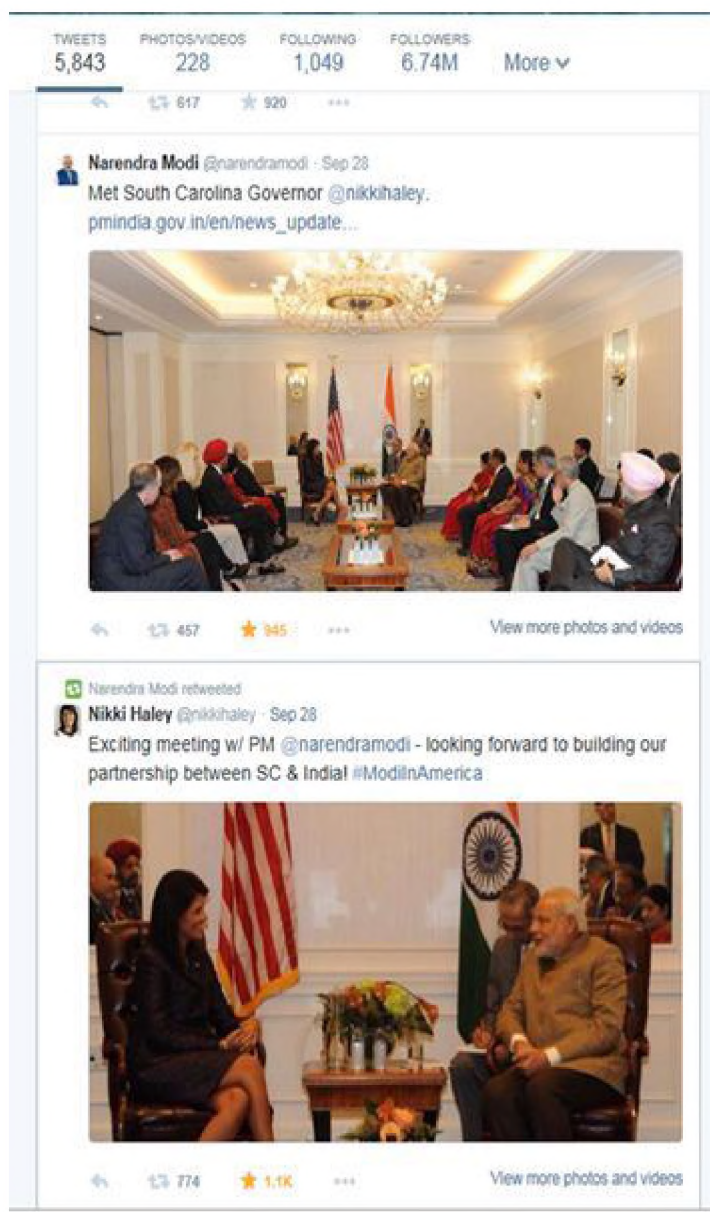 TWEETS PHOTOS/VIDEOS FOLLOWING FOLLOWERS
5,843 228 1,049 6.74M More
617 920
Narendra Modi @narendramodi · Sep 28
Met South Carolina Governor @nikkihaley.
pmindia.gov.in/en/news_update...
457 945 View more photos and videos
Narendra Modi retweeted
Nikki Haley @nikkihaley · Sep 28
Exciting meeting w/ PM @narendramodi - looking forward to building our
partnership between SC & India! #ModiInAmerica
774 1.1K View more photos and videos